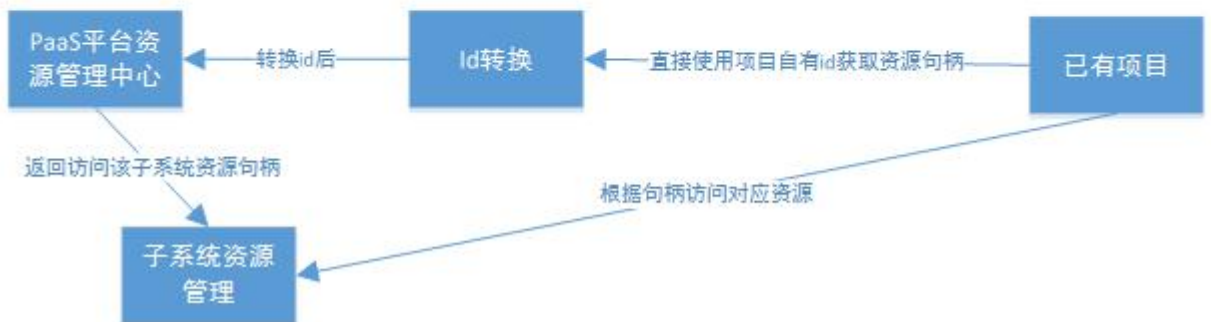 PaaS平台资
源管理中心
转换id后
Id转换
直接使用项目自有id获取资源句柄
已有项目
返回访问该子系统资源句柄
根据句柄访问对应资源
子系统资源
管理